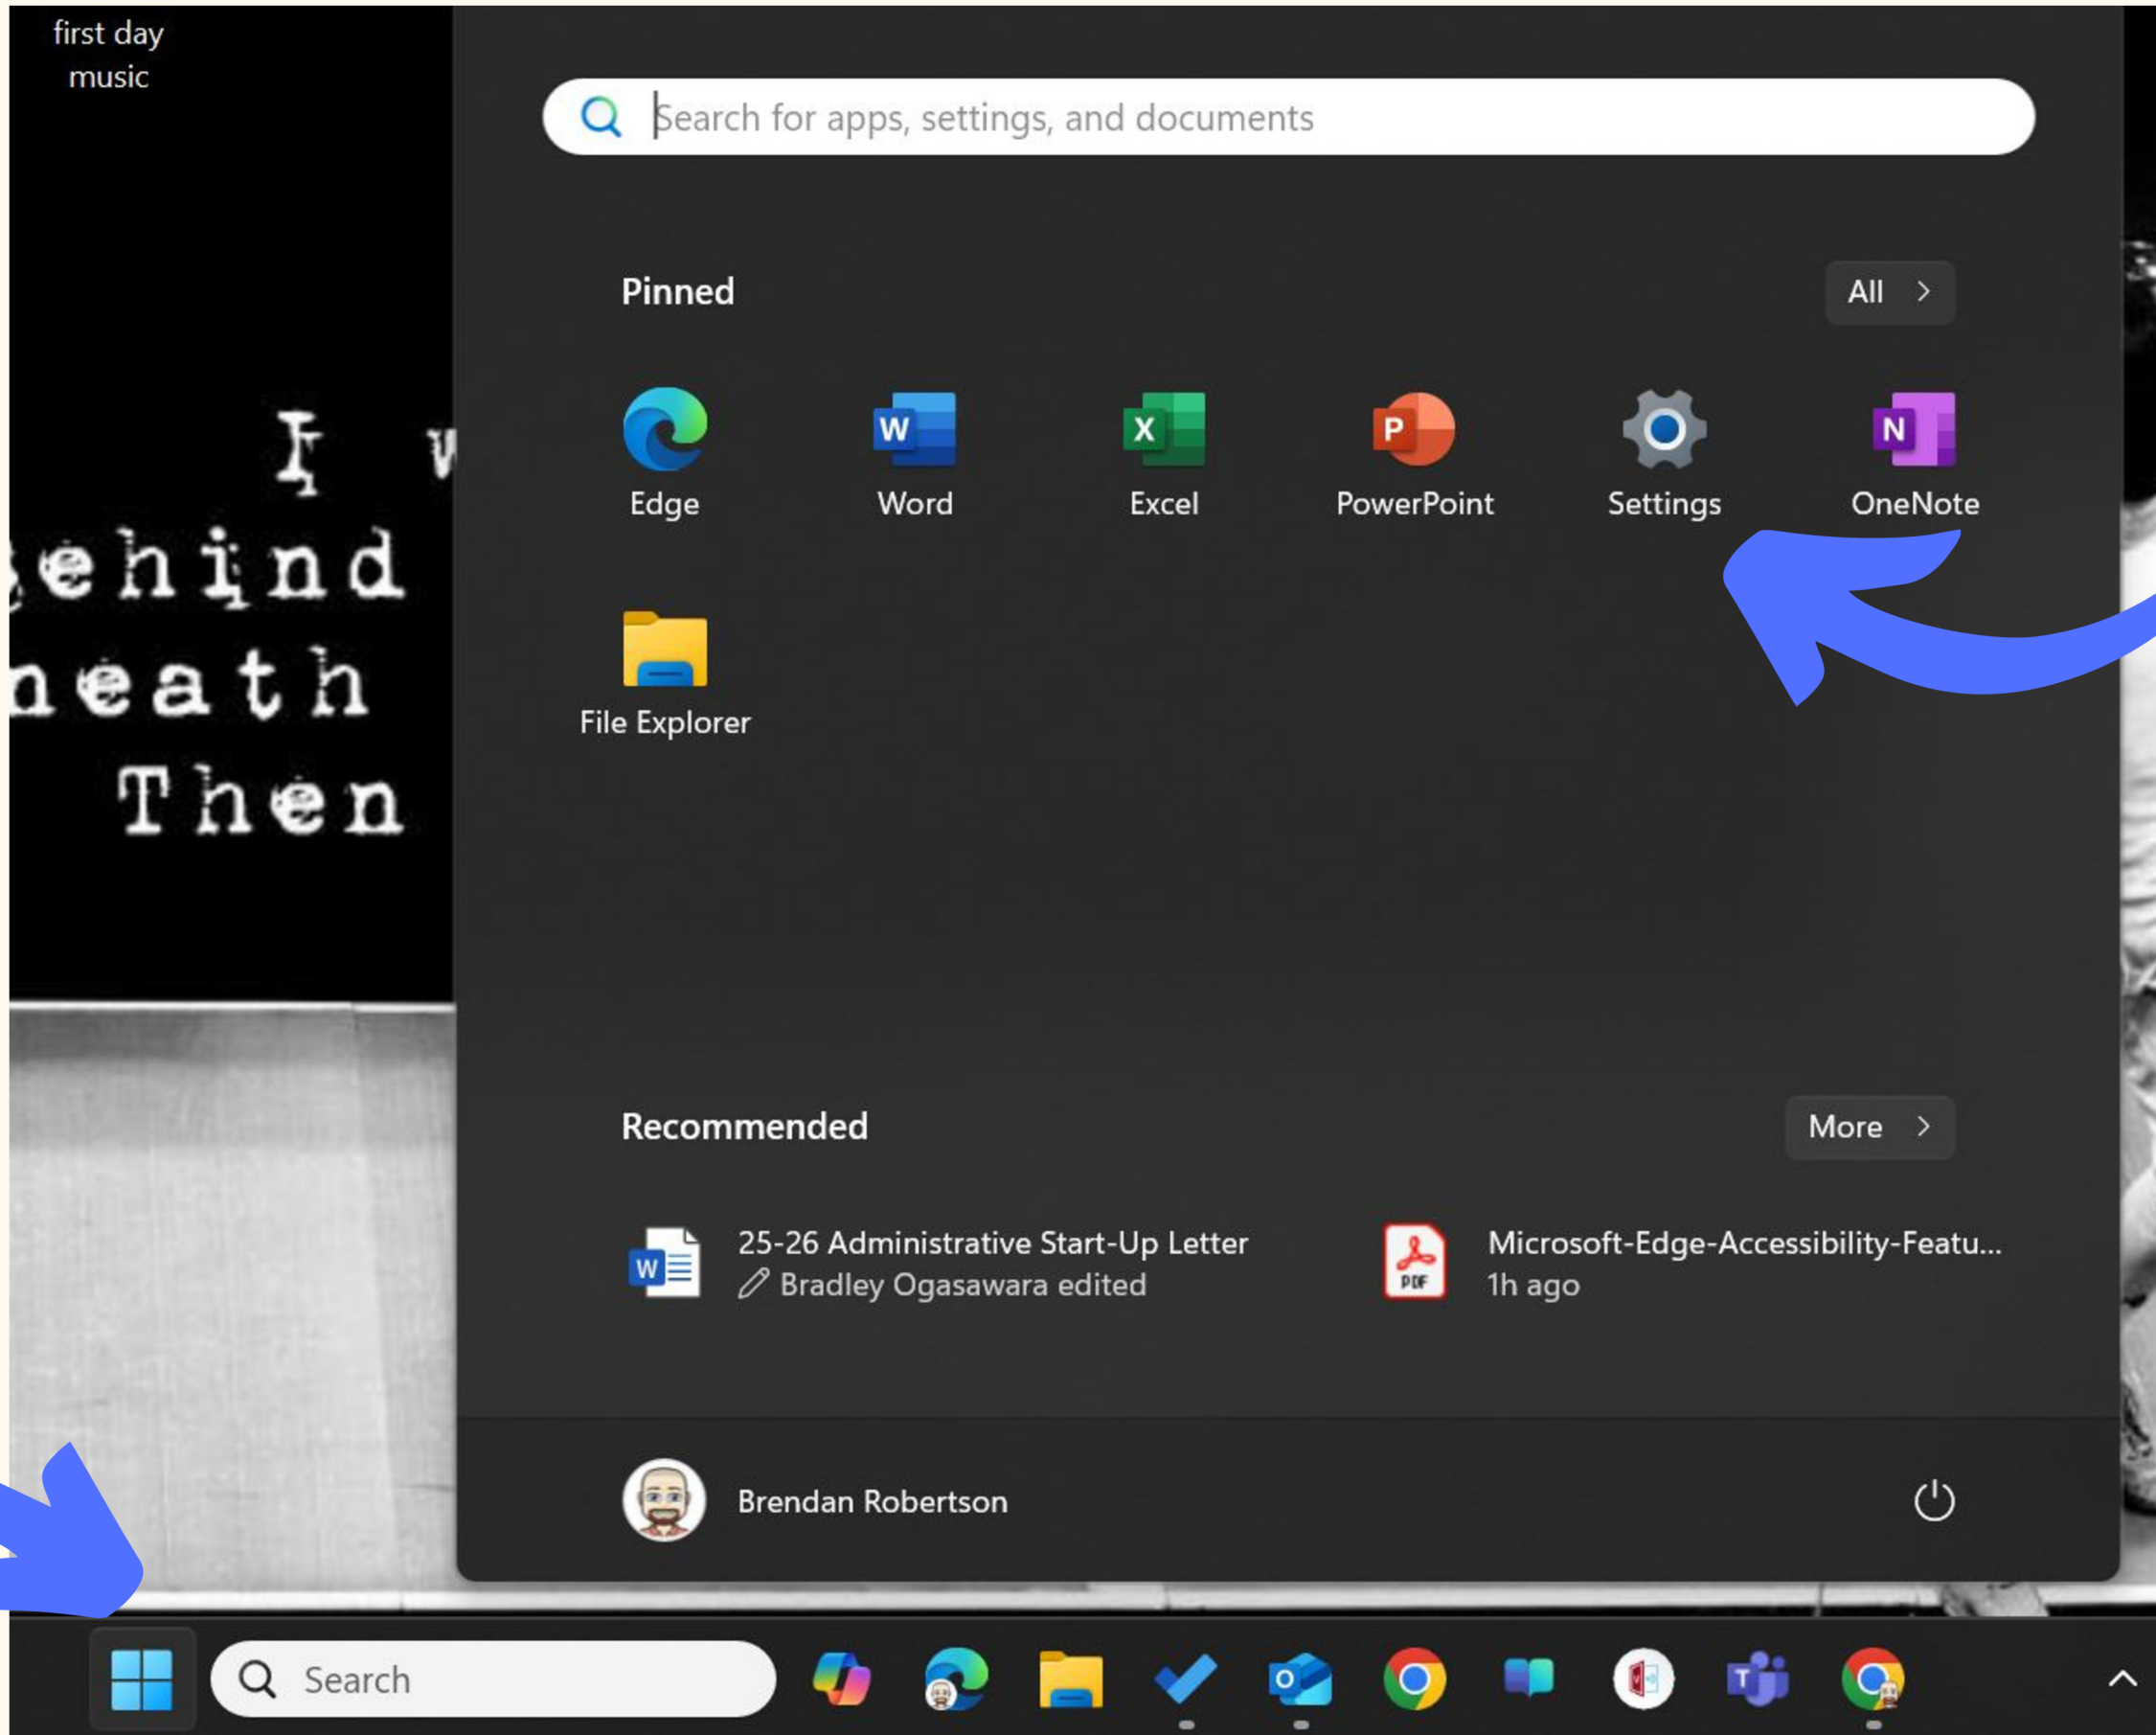 first day
music
Search for apps, settings, and documents
Pinned
All
Edge
Word
Excel
PowerPoint
Settings
OneNote
I
ehind
neath
Then
File Explorer
Recommended
More
25-26 Administrative Start-Up Letter
Bradley Ogasawara edited
Microsoft-Edge-Accessibility-Featu...
1h ago
Brendan Robertson
Search